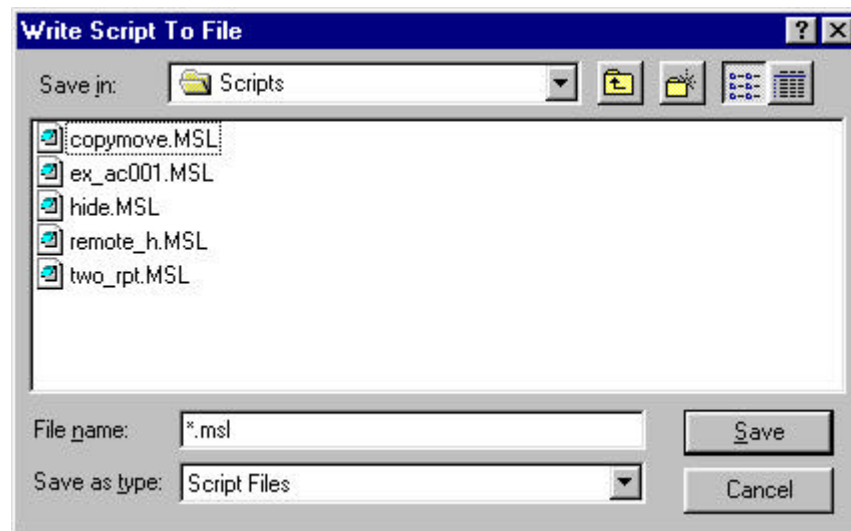 Write Script To File
Save in: Scripts
copymove.MSL
ex_ac001.MSL
hide.MSL
remote_h.MSL
two_rpt.MSL
File name: *.msl Save
Save as type: Script Files Cancel